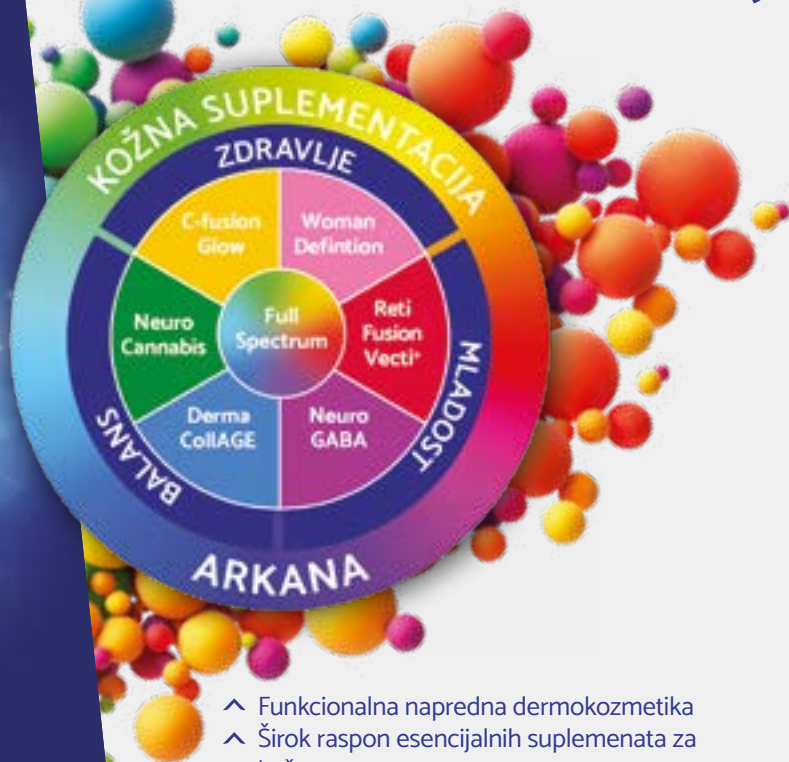 KOŽNA SUPLEMENTACIJA
ZDRAVLJE
C-fusion
Glow
Woman
Defintion
Neuro
Cannabis
Full
Spectrum
Reti
Fusion
Vecti+
Derma
CollAGE
Neuro
GABA
BALANS
MLADOST
ARKANA
Funkcionalna napredna dermokozmetika
Širok raspon esencijalnih suplemenata za